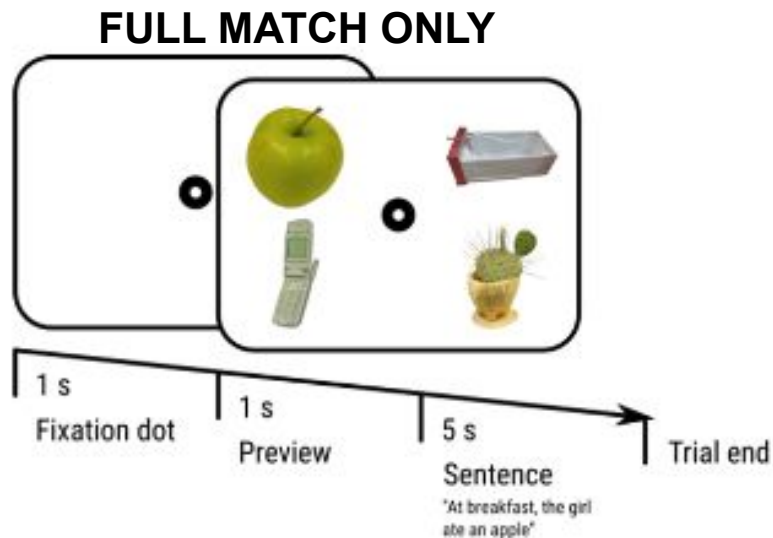 FULL MATCH ONLY
1 s
Fixation dot
1 s
Preview
5 s
Sentence
"At breakfast, the girl
ate an apple"
Trial end